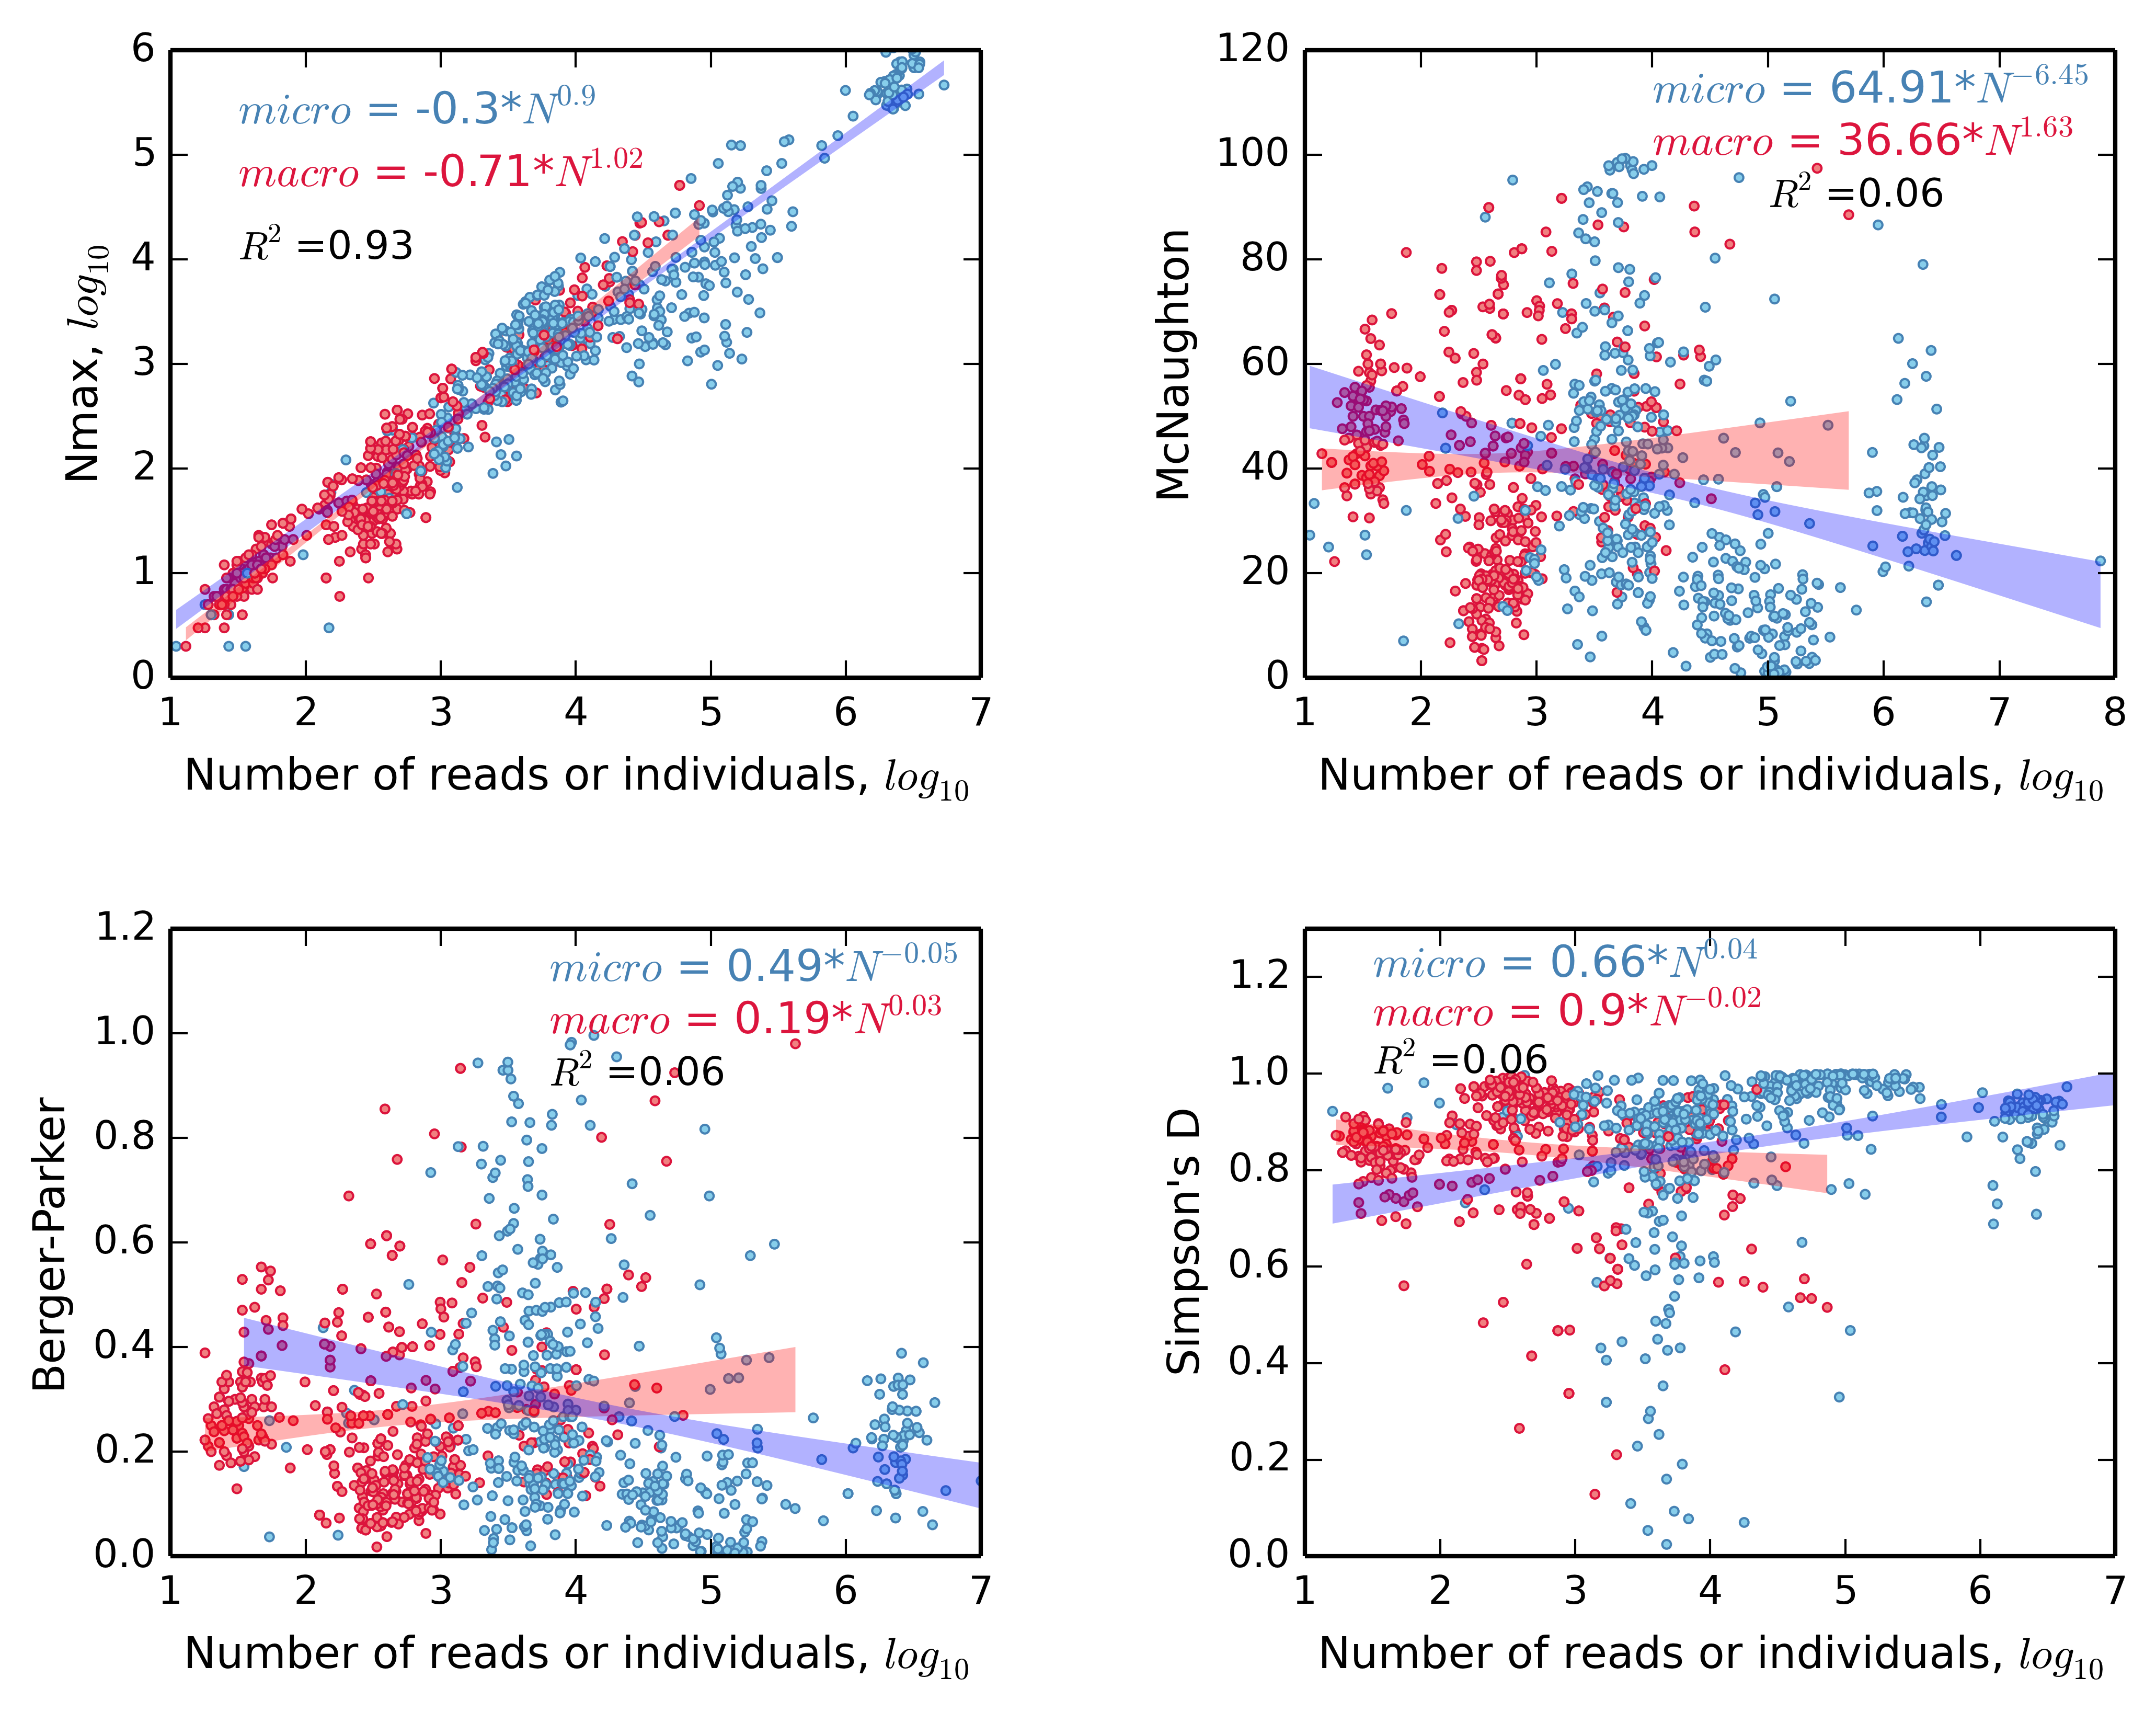 6
5
4
3
2
1
0
Nmax, log10
micro = -0.3*N^0.9
macro = -0.71*N^1.02
R^2 =0.93
1 2 3 4 5 6 7
Number of reads or individuals, log10
120
100
80
60
40
20
0
McNaughton
micro = 64.91*N^−6.45
macro = 36.66*N^1.63
R^2 =0.06
1 2 3 4 5 6 7 8
Number of reads or individuals, log10
1.2
1.0
0.8
0.6
0.4
0.2
0.0
Berger-Parker
micro = 0.49*N^−0.05
macro = 0.19*N^0.03
R^2 =0.06
1 2 3 4 5 6 7
Number of reads or individuals, log10
1.2
1.0
0.8
0.6
0.4
0.2
0.0
Simpson's D
micro = 0.66*N^0.04
macro = 0.9*N^−0.02
R^2 =0.06
1 2 3 4 5 6 7
Number of reads or individuals, log10